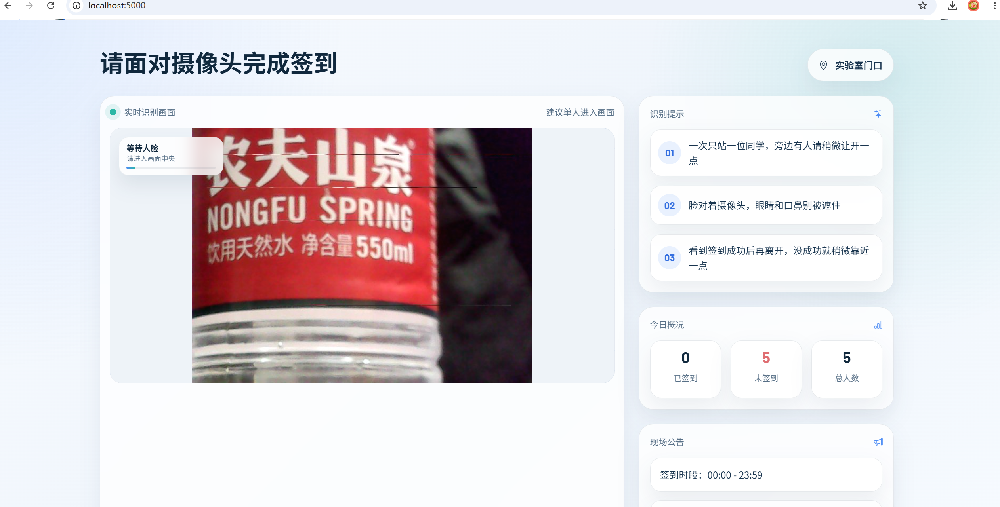 localhost:5000
请面对摄像头完成签到
实验室门口
实时识别画面
建议单人进入画面
等待人脸
请进入画面中央
农夫山泉
NONGFU SPRING
饮用天然水 净含量550ml
识别提示
01
一次只站一位同学，旁边有人请稍微让开一
点
02
脸对着摄像头，眼睛和口鼻别被遮住
03
看到签到成功后再离开，没成功就稍微靠近
一点
今日概况
0
已签到
5
未签到
5
总人数
现场公告
签到时段：00:00 - 23:59